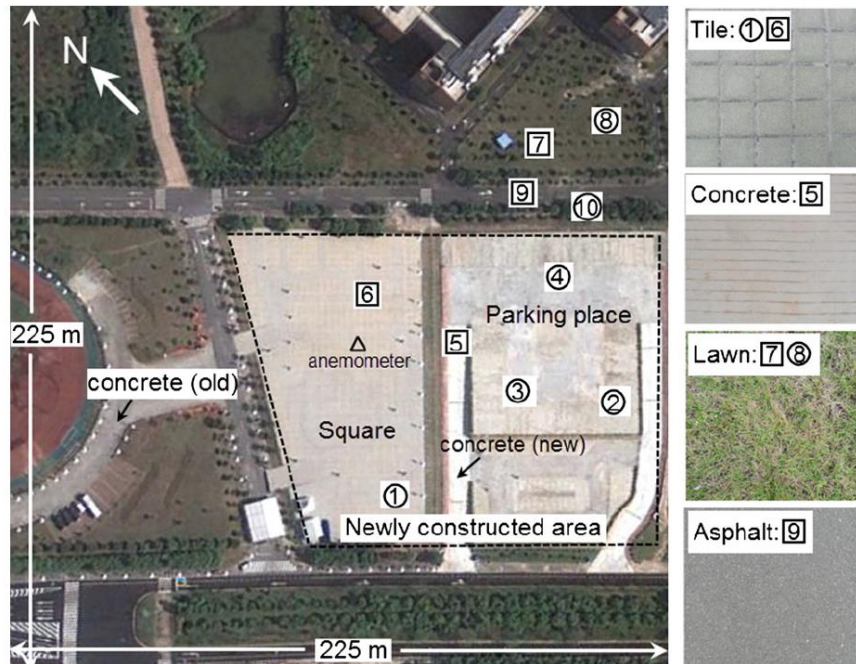 N
⑧
7
9
⑩
④
6
Parking place
225 m
5
anemometer
concrete (old)
③
②
Square
concrete (new)
①
Newly constructed area
225 m
Tile: ① 6
Concrete: 5
Lawn: 7 ⑧
Asphalt: 9